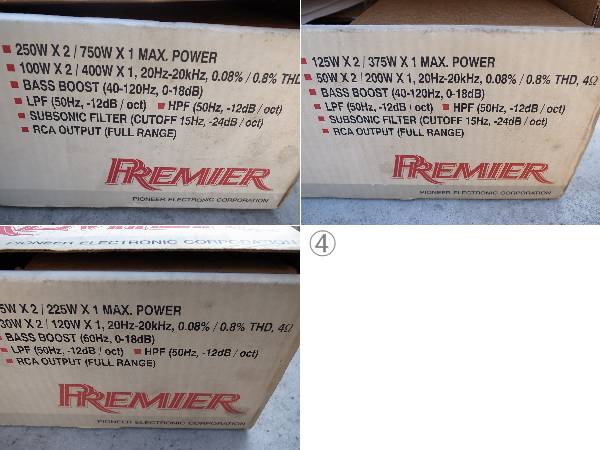 250W X 2 / 750W X 1 MAX. POWER
100W X 2 / 400W X 1, 20Hz-20kHz, 0.08% / 0.8% THD
BASS BOOST (40-120Hz, 0-18dB)
LPF (50Hz, -12dB / oct) ■ HPF (50Hz, -12dB / oct)
SUBSONIC FILTER (CUTOFF 15Hz, -24dB / oct)
RCA OUTPUT (FULL RANGE)
PREMIER
PIONEER ELECTRONIC CORPORATION
125W X 2 / 375W X 1 MAX. POWER
50W X 2 / 200W X 1, 20Hz-20kHz, 0.08% / 0.8% THD, 4Ω
BASS BOOST (40-120Hz, 0-18dB)
LPF (50Hz, -12dB / oct) ■ HPF (50Hz, -12dB / oct)
SUBSONIC FILTER (CUTOFF 15Hz, -24dB / oct)
RCA OUTPUT (FULL RANGE)
PREMIER
PIONEER ELECTRONIC CORPORATION
PIONEER ELECTRONIC CORPORATION
5W X 2 / 225W X 1 MAX. POWER
30W X 2 / 120W X 1, 20Hz-20kHz, 0.08% / 0.8% THD, 4Ω
BASS BOOST (60Hz, 0-18dB)
LPF (50Hz, -12dB / oct) ■ HPF (50Hz, -12dB / oct)
RCA OUTPUT (FULL RANGE)
PREMIER
PIONEER ELECTRONIC CORPORATION
④